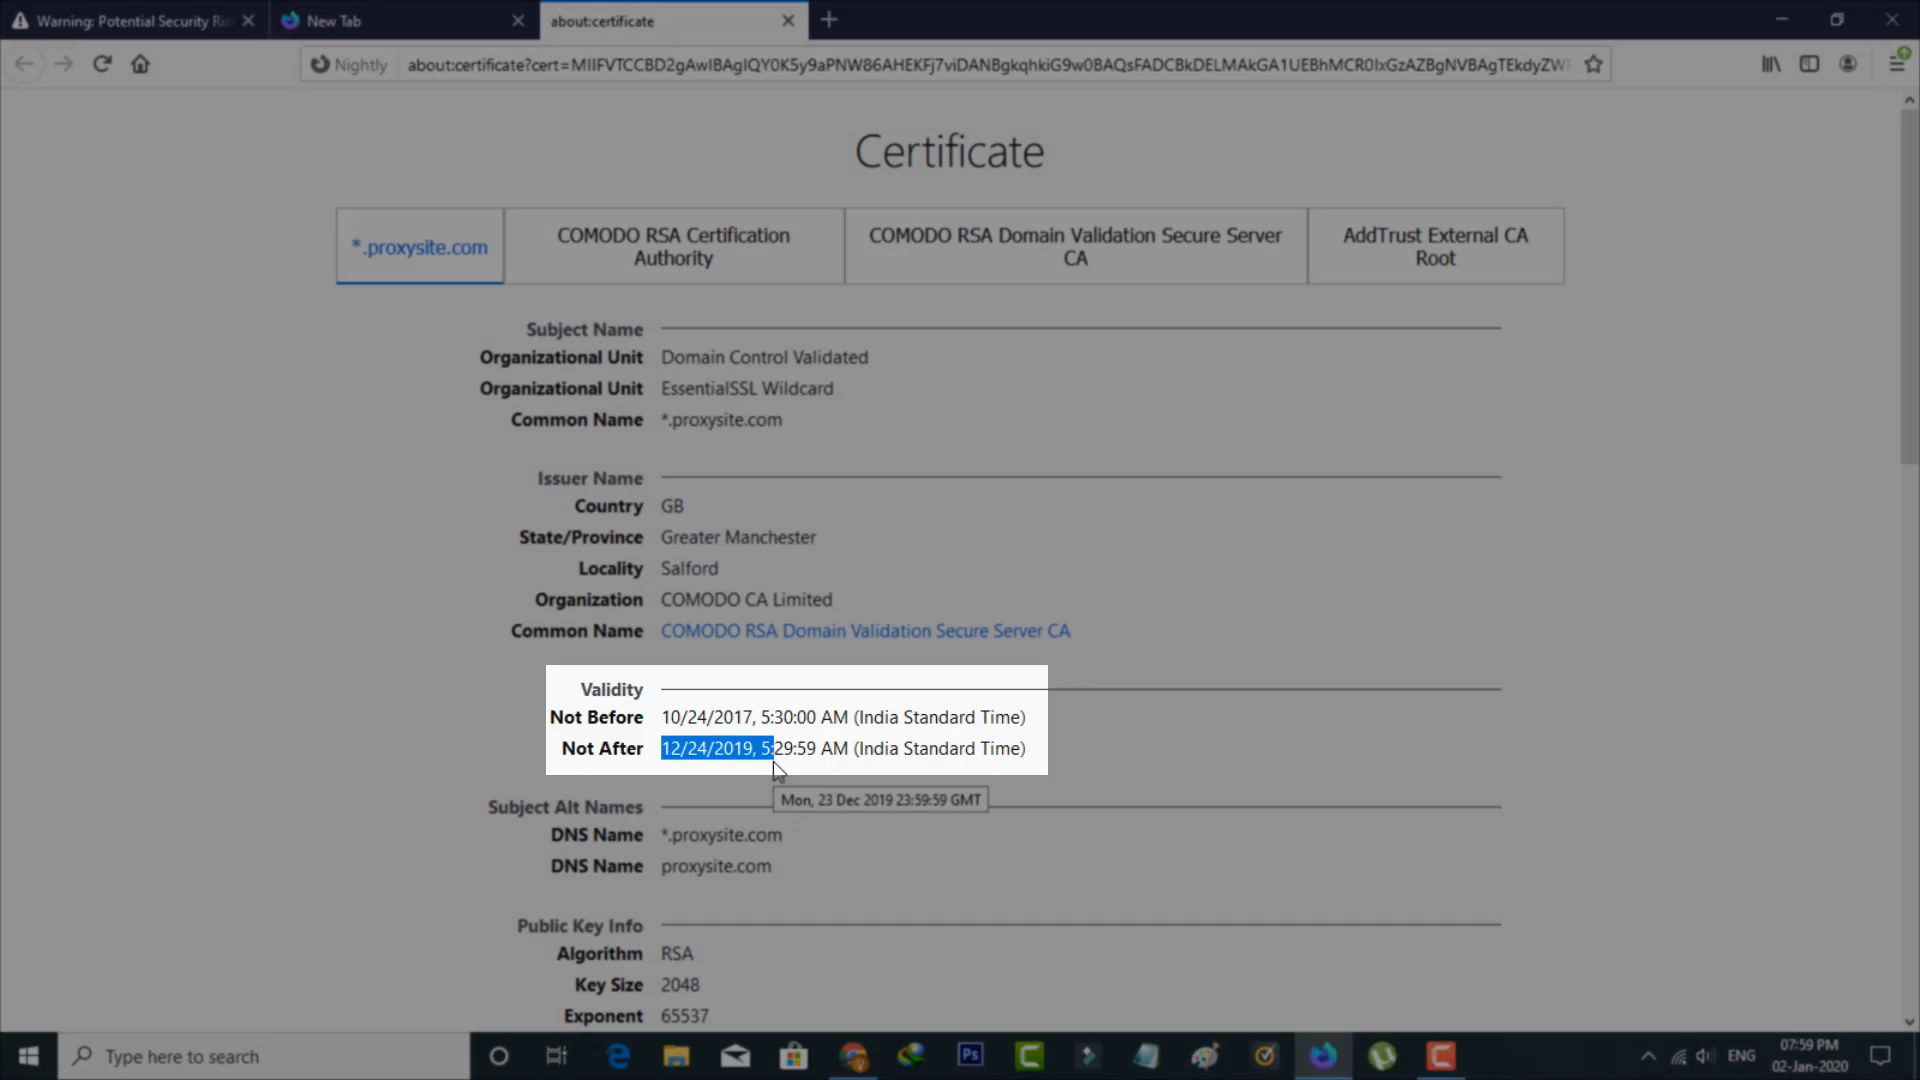 Warning: Potential Security Ris
New Tab
about:certificate
Nightly
about:certificate?cert=MIIFVTCCBD2gAwIBAgIQY0K5y9aPNW86AHEKFj7viDANBgkqhkiG9w0BAQsFADCBkDELMAkGA1UEBhMCR0IxGzAZBgNVBAgTEkdyZWF
Certificate
*.proxysite.com
COMODO RSA Certification
Authority
COMODO RSA Domain Validation Secure Server
CA
AddTrust External CA
Root
Subject Name
Organizational Unit Domain Control Validated
Organizational Unit EssentialSSL Wildcard
Common Name *.proxysite.com
Issuer Name
Country GB
State/Province Greater Manchester
Locality Salford
Organization COMODO CA Limited
Common Name COMODO RSA Domain Validation Secure Server CA
Validity
Not Before 10/24/2017, 5:30:00 AM (India Standard Time)
Not After 12/24/2019, 5:29:59 AM (India Standard Time)
Mon, 23 Dec 2019 23:59:59 GMT
Subject Alt Names
DNS Name *.proxysite.com
DNS Name proxysite.com
Public Key Info
Algorithm RSA
Key Size 2048
Exponent 65537
Type here to search
Ps
ENG
07:59 PM
02-Jan-2020